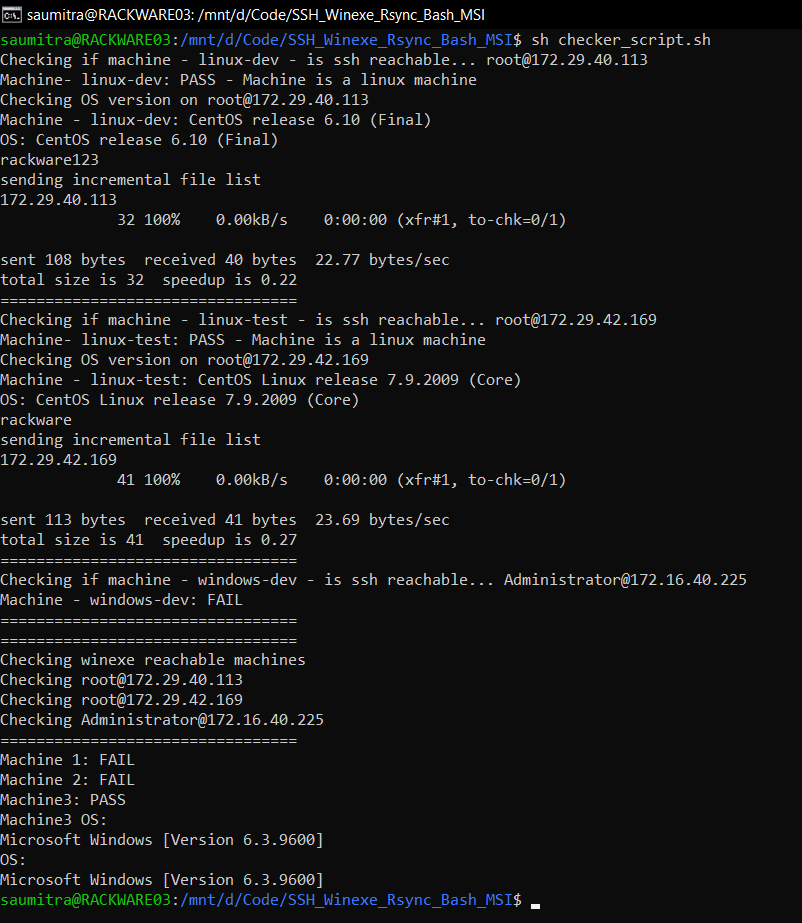 saumitra@RACKWARE03: /mnt/d/Code/SSH_Winexe_Rsync_Bash_MSI
saumitra@RACKWARE03:/mnt/d/Code/SSH_Winexe_Rsync_Bash_MSI$ sh checker_script.sh
Checking if machine - linux-dev - is ssh reachable... root@172.29.40.113
Machine- linux-dev: PASS - Machine is a linux machine
Checking OS version on root@172.29.40.113
Machine - linux-dev: CentOS release 6.10 (Final)
OS: CentOS release 6.10 (Final)
rackware123
sending incremental file list
172.29.40.113
             32 100%    0.00kB/s    0:00:00 (xfr#1, to-chk=0/1)
sent 108 bytes  received 40 bytes  22.77 bytes/sec
total size is 32  speedup is 0.22
=================================
Checking if machine - linux-test - is ssh reachable... root@172.29.42.169
Machine- linux-test: PASS - Machine is a linux machine
Checking OS version on root@172.29.42.169
Machine - linux-test: CentOS Linux release 7.9.2009 (Core)
OS: CentOS Linux release 7.9.2009 (Core)
rackware
sending incremental file list
172.29.42.169
             41 100%    0.00kB/s    0:00:00 (xfr#1, to-chk=0/1)
sent 113 bytes  received 41 bytes  23.69 bytes/sec
total size is 41  speedup is 0.27
=================================
Checking if machine - windows-dev - is ssh reachable... Administrator@172.16.40.225
Machine - windows-dev: FAIL
=================================
=================================
Checking winexe reachable machines
Checking root@172.29.40.113
Checking root@172.29.42.169
Checking Administrator@172.16.40.225
=================================
Machine 1: FAIL
Machine 2: FAIL
Machine3: PASS
Machine3 OS:
Microsoft Windows [Version 6.3.9600]
OS:
Microsoft Windows [Version 6.3.9600]
saumitra@RACKWARE03:/mnt/d/Code/SSH_Winexe_Rsync_Bash_MSI$